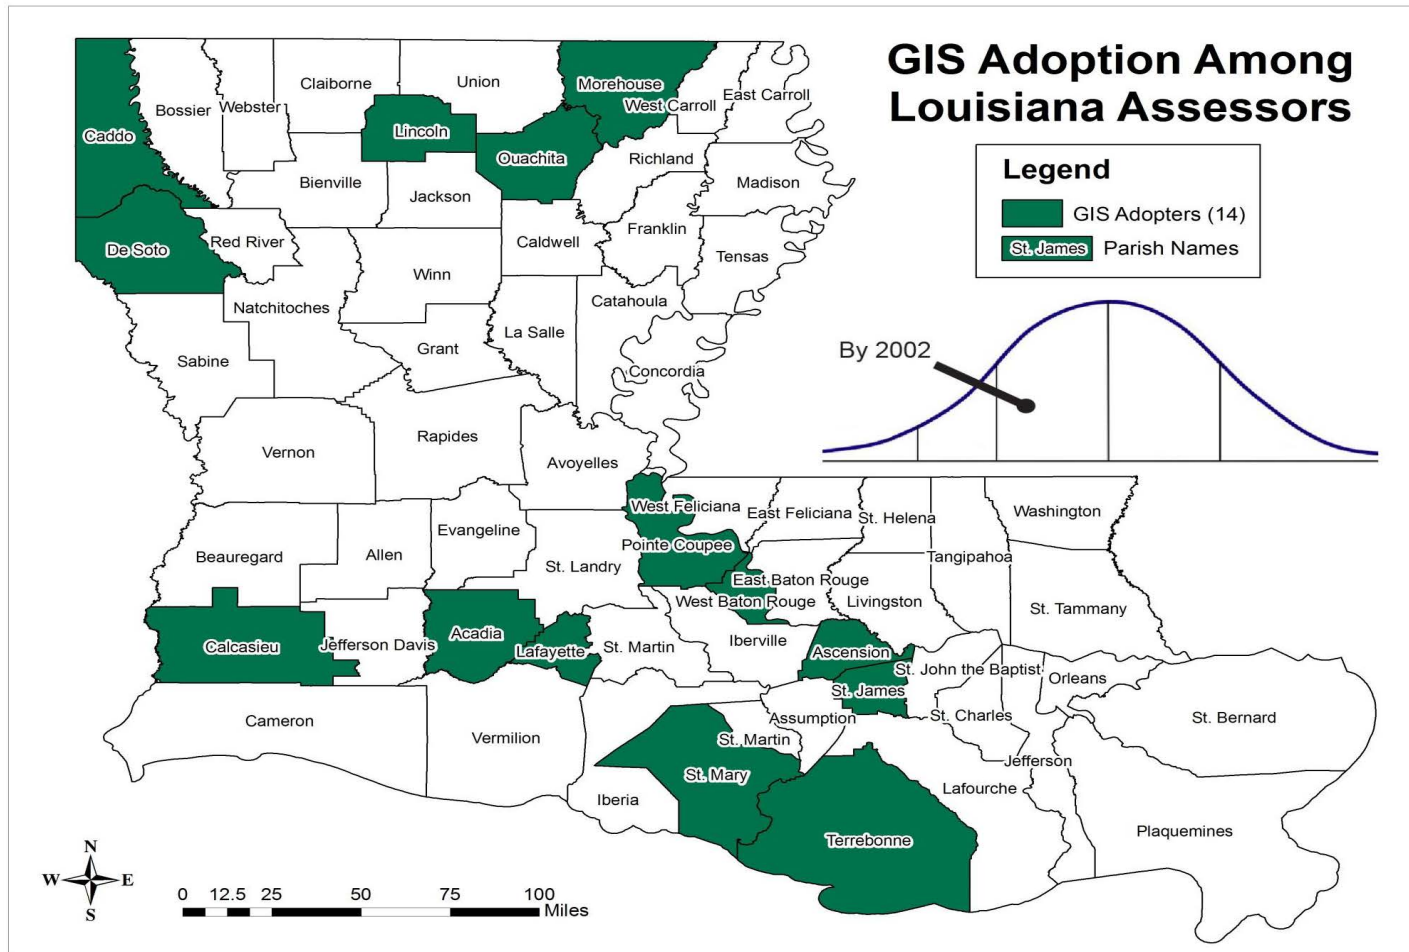 GIS Adoption Among
Louisiana Assessors
Legend
GIS Adopters (14)
St. James Parish Names
By 2002
Caddo
Bossier
Webster
Claiborne
Union
Morehouse
West Carroll
East Carroll
Lincoln
Ouachita
Richland
Madison
Bienville
Jackson
De Soto
Red River
Caldwell
Franklin
Tensas
Winn
Natchitoches
Catahoula
La Salle
Grant
Sabine
Concordia
Rapides
Vernon
Avoyelles
West Feliciana
East Feliciana
St. Helena
Washington
Evangeline
Pointe Coupee
Beauregard
Allen
St. Landry
Tangipahoa
East Baton Rouge
West Baton Rouge
Livingston
St. Tammany
Calcasieu
Jefferson Davis
Acadia
Lafayette
St. Martin
Iberville
Ascension
St. John the Baptist
Orleans
St. James
Cameron
Vermilion
Assumption
St. Charles
St. Bernard
St. Martin
St. Mary
Jefferson
Lafourche
Iberia
Terrebonne
Plaquemines
N
W E
S
0 12.5 25 50 75 100
Miles